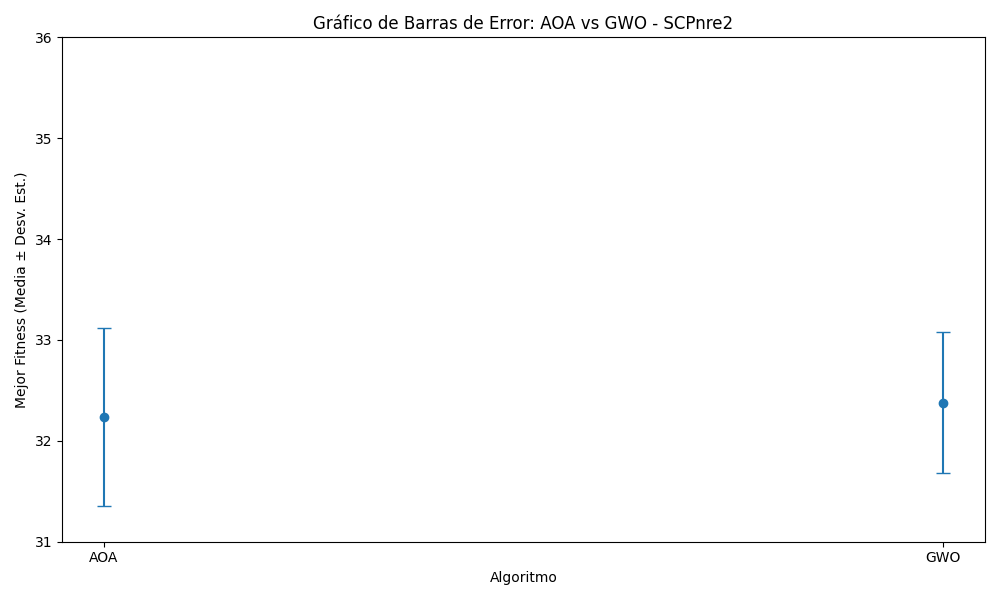 Gráfico de Barras de Error: AOA vs GWO - SCPnre2
Mejor Fitness (Media ± Desv. Est.)
36
35
34
33
32
31
AOA
GWO
Algoritmo